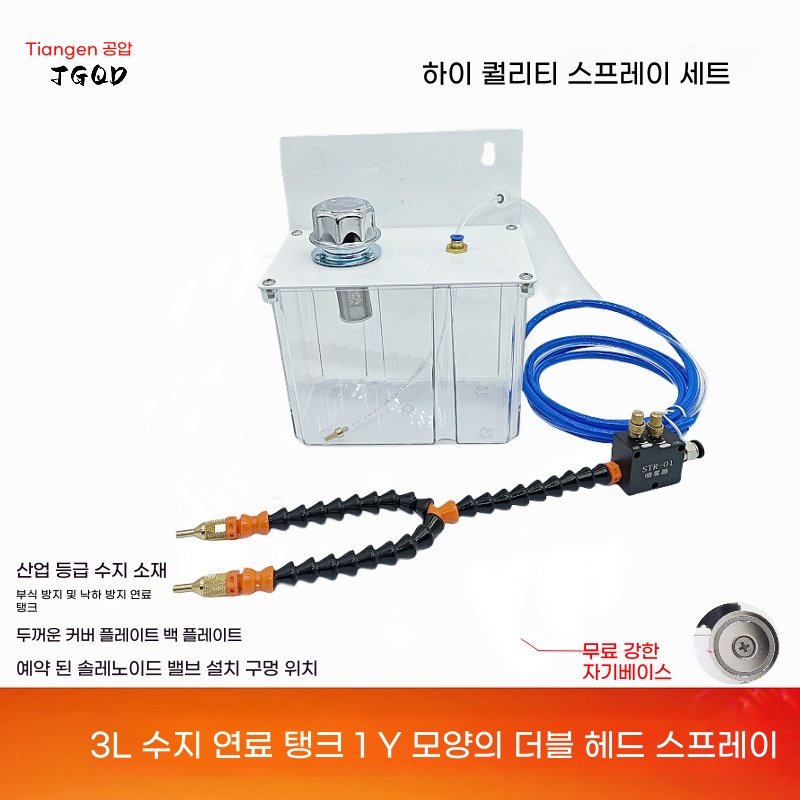 Tiangen 공압
JGQD
하이 퀄리티 스프레이 세트
STR-01
喷雾器
산업 등급 수지 소재
부식 방지 및 낙하 방지 연료
탱크
두꺼운 커버 플레이트 백 플레이트
예약 된 솔레노이드 밸브 설치 구멍 위치
무료 강한
자기베이스
3L 수지 연료 탱크 1 Y 모양의 더블 헤드 스프레이